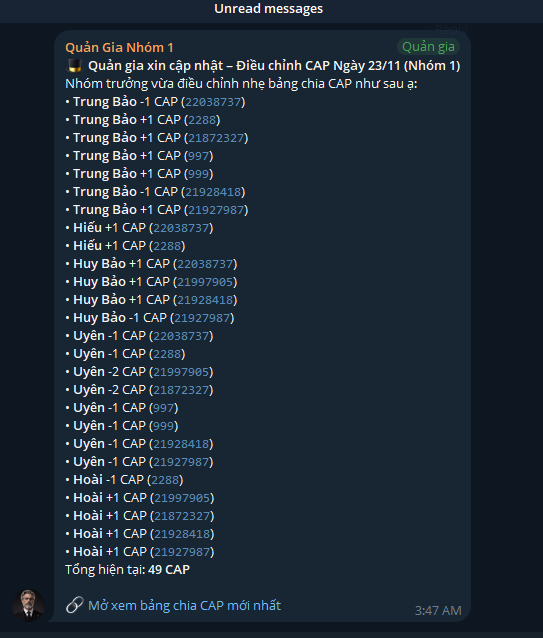 Unread messages
Quản Gia Nhóm 1
Quản gia
Quản gia xin cập nhật – Điều chỉnh CAP Ngày 23/11 (Nhóm 1)
Nhóm trưởng vừa điều chỉnh nhẹ bảng chia CAP như sau ạ:
• Trung Bảo -1 CAP (22038737)
• Trung Bảo +1 CAP (2288)
• Trung Bảo +1 CAP (21872327)
• Trung Bảo +1 CAP (997)
• Trung Bảo +1 CAP (999)
• Trung Bảo -1 CAP (21928418)
• Trung Bảo +1 CAP (21927987)
• Hiếu +1 CAP (22038737)
• Hiếu +1 CAP (2288)
• Huy Bảo +1 CAP (22038737)
• Huy Bảo +1 CAP (21997905)
• Huy Bảo +1 CAP (21928418)
• Huy Bảo -1 CAP (21927987)
• Uyên -1 CAP (22038737)
• Uyên -1 CAP (2288)
• Uyên -2 CAP (21997905)
• Uyên -2 CAP (21872327)
• Uyên -1 CAP (997)
• Uyên -1 CAP (999)
• Uyên -1 CAP (21928418)
• Uyên -1 CAP (21927987)
• Hoài -1 CAP (2288)
• Hoài +1 CAP (21997905)
• Hoài +1 CAP (21872327)
• Hoài +1 CAP (21928418)
• Hoài +1 CAP (21927987)
Tổng hiện tại: 49 CAP
Mở xem bảng chia CAP mới nhất
3:47 AM